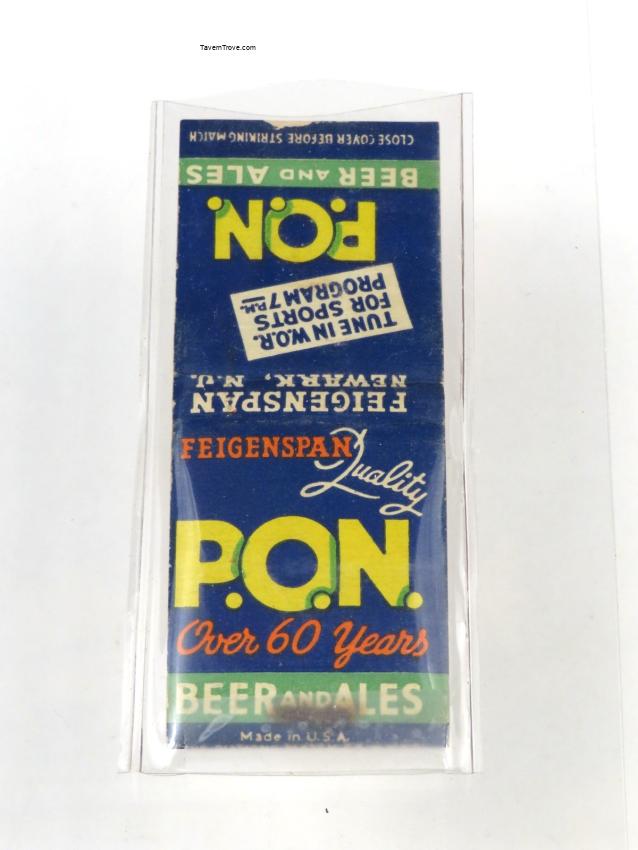 TavernTrove.com
CLOSE COVER BEFORE STRIKING MATCH
BEER AND ALES
P.O.N.
TUNE IN W.O.R.
FOR SPORTS
PROGRAM 7 P.M.
FEIGENSPAN
NEWARK, N.J.
FEIGENSPAN
Quality
P.O.N.
Over 60 Years
BEER AND ALES
Made in U.S.A.